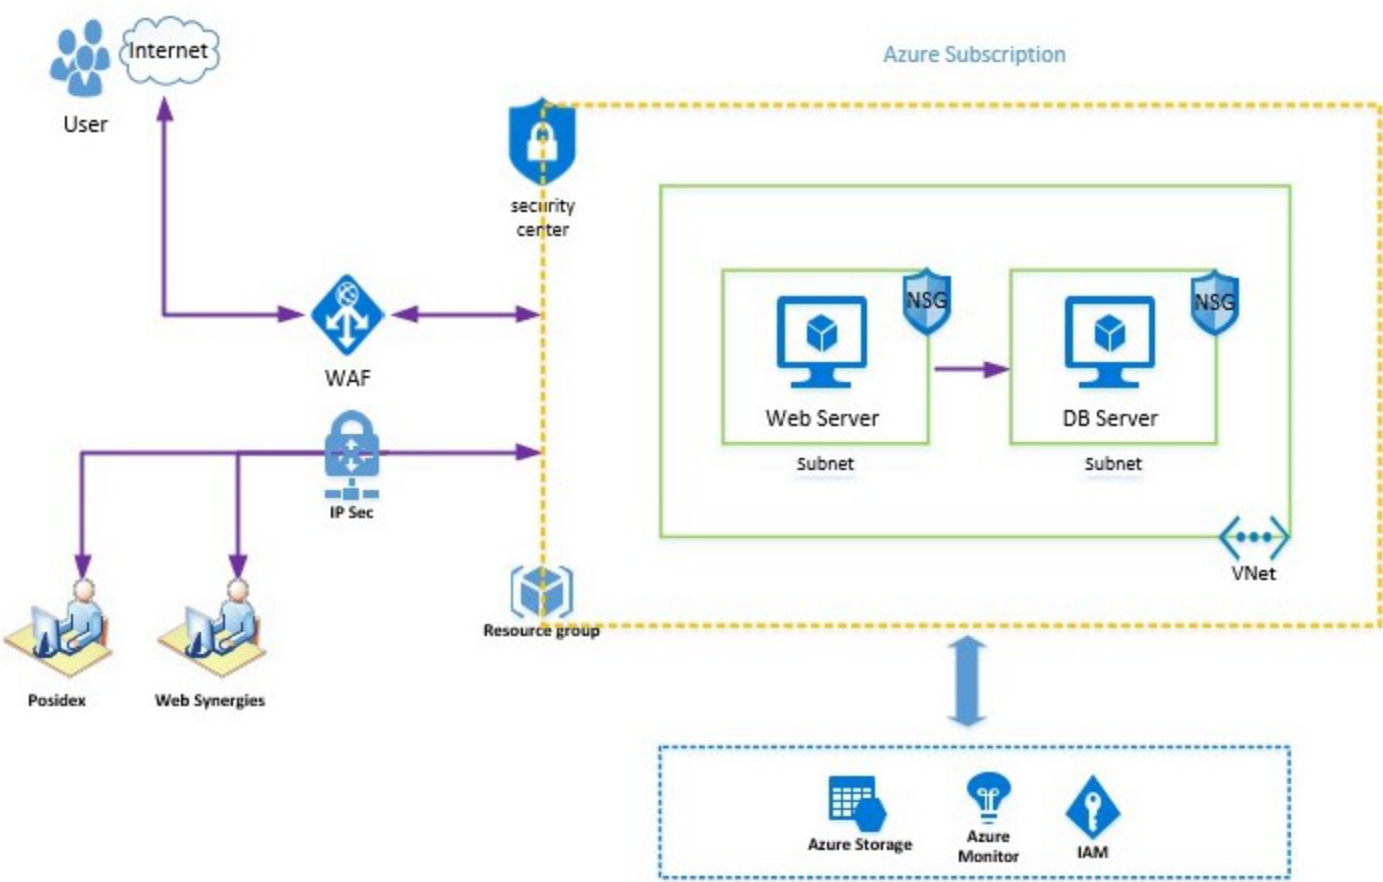 Internet
User
Azure Subscription
security
center
WAF
IP Sec
NSG
NSG
Web Server
DB Server
Subnet
Subnet
VNet
Resource group
Posidex
Web Synergies
Azure Storage
Azure
Monitor
IAM